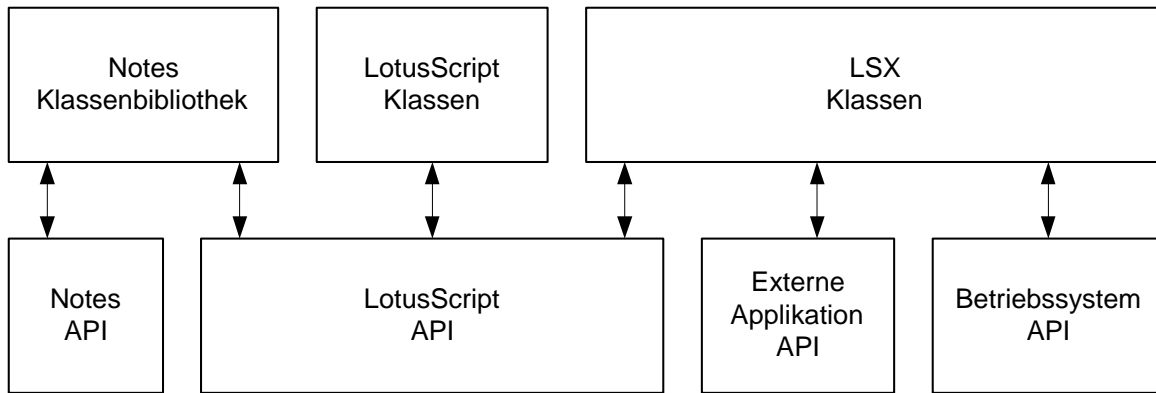 Notes
Klassenbibliothek
LotusScript
Klassen
LSX
Klassen
Notes
API
LotusScript
API
Externe
Applikation
API
Betriebssystem
API